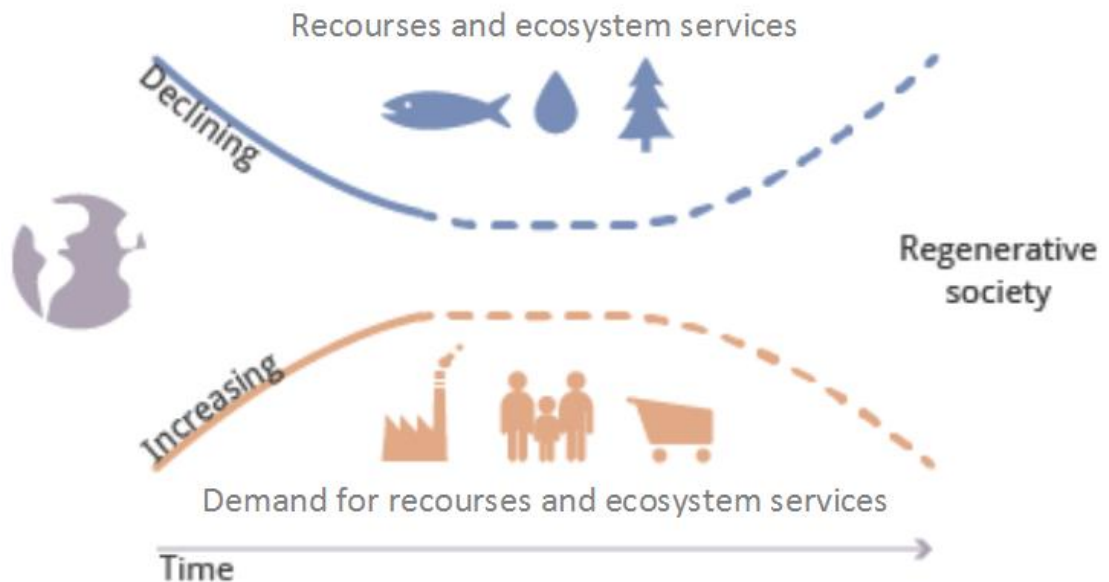 Recourses and ecosystem services
Declining
Regenerative
society
Increasing
Demand for recourses and ecosystem services
Time